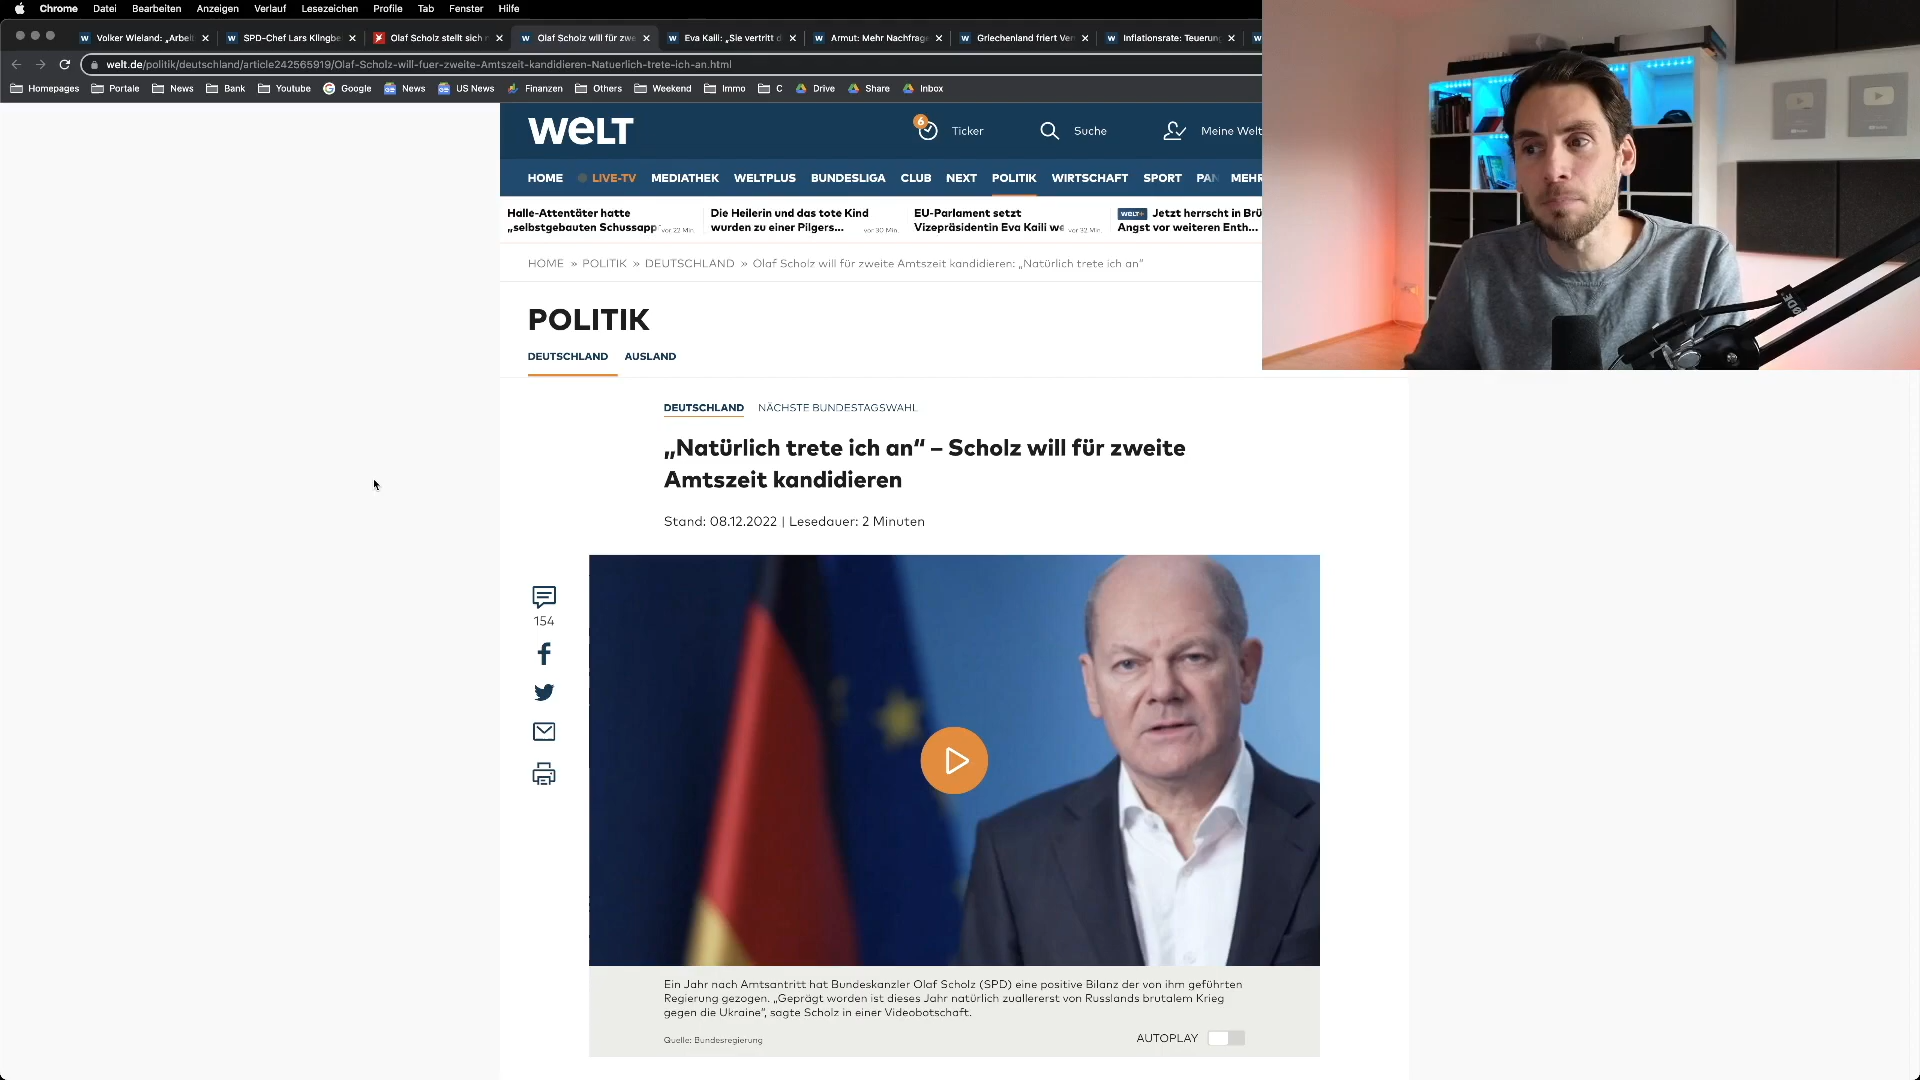 Chrome Datei Bearbeiten Anzeigen Verlauf Lesezeichen Profile Tab Fenster Hilfe
Volker Wieland: „Arbei
SPD-Chef Lars Klingbe
Olaf Scholz stellt sich
Olaf Scholz will für zwe
Eva Kaili: „Sie vertritt d
Armut: Mehr Nachfrage
Griechenland friert Ver
Inflationsrate: Teuerun
welt.de/politik/deutschland/article242565919/Olaf-Scholz-will-fuer-zweite-Amtszeit-kandidieren-Natuerlich-trete-ich-an.html
Homepages Portale News Bank Youtube Google News US News Finanzen Others Weekend Immo C Drive Share Inbox
WELT
6
Ticker
Suche
Meine Welt
HOME LIVE-TV MEDIATHEK WELTPLUS BUNDESLIGA CLUB NEXT POLITIK WIRTSCHAFT SPORT PAN MEHR
Halle-Attentäter hatte
„selbstgebauten Schussapp vor 22 Min.
Die Heilerin und das tote Kind
wurden zu einer Pilgers... vor 30 Min.
EU-Parlament setzt
Vizepräsidentin Eva Kaili we vor 32 Min.
WELT+ Jetzt herrscht in Brü
Angst vor weiteren Enth...
HOME » POLITIK » DEUTSCHLAND » Olaf Scholz will für zweite Amtszeit kandidieren: „Natürlich trete ich an“
POLITIK
DEUTSCHLAND AUSLAND
DEUTSCHLAND NÄCHSTE BUNDESTAGSWAHL
„Natürlich trete ich an“ – Scholz will für zweite
Amtszeit kandidieren
Stand: 08.12.2022 | Lesedauer: 2 Minuten
154
Ein Jahr nach Amtsantritt hat Bundeskanzler Olaf Scholz (SPD) eine positive Bilanz der von ihm geführten
Regierung gezogen. „Geprägt worden ist dieses Jahr natürlich zuallererst von Russlands brutalem Krieg
gegen die Ukraine“, sagte Scholz in einer Videobotschaft.
AUTOPLAY
Quelle: Bundesregierung
RØDE